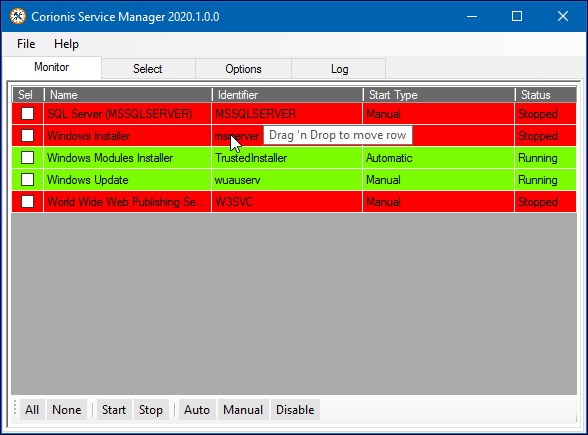 Corionis Service Manager 2020.1.0.0
File Help
Monitor Select Options Log
Sel Name Identifier Start Type Status
SQL Server (MSSQLSERVER) MSSQLSERVER Manual Stopped
Windows Installer Drag 'n Drop to move row Stopped
Windows Modules Installer TrustedInstaller Automatic Running
Windows Update wuauserv Manual Running
World Wide Web Publishing Se... W3SVC Manual Stopped
All None Start Stop Auto Manual Disable